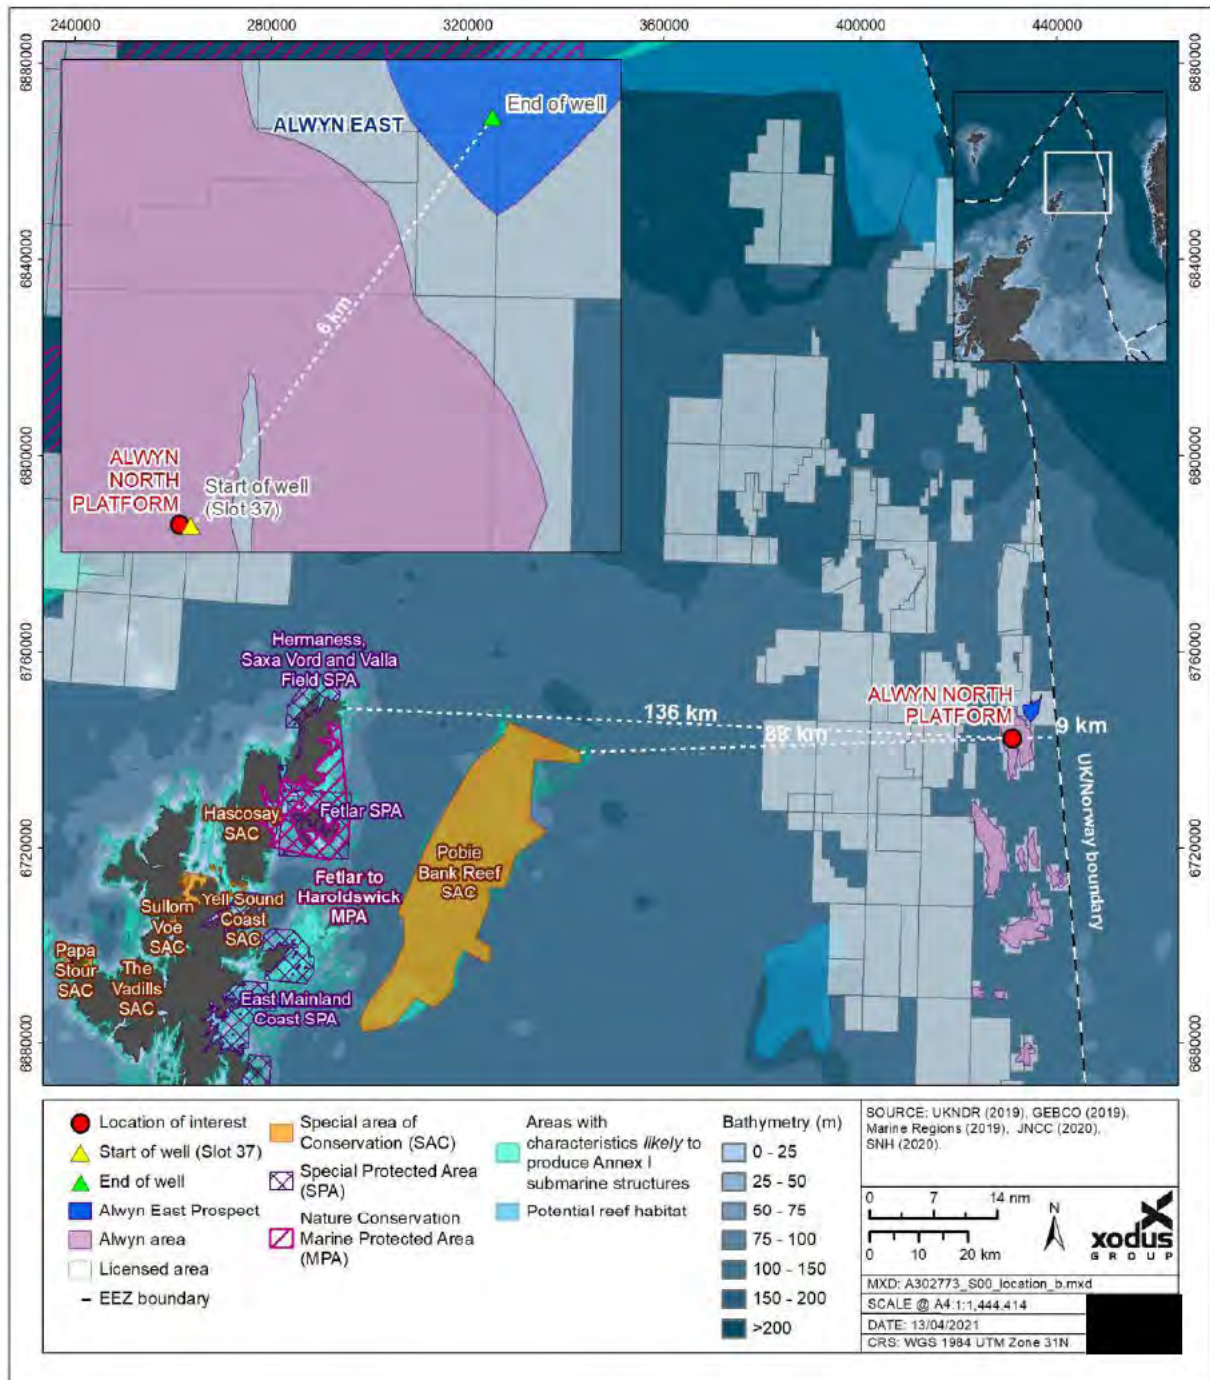 240000
280000
320000
360000
400000
440000
6880000
6840000
6800000
6760000
6720000
6680000
6880000
6840000
6800000
6760000
6720000
6680000
ALWYN EAST
End of well
6 km
ALWYN
NORTH
PLATFORM
Start of well
(Slot 37)
Hermaness,
Saxa Vord and Valla
Field SPA
136 km
88 km
ALWYN NORTH
PLATFORM
9 km
UK/Norway boundary
Hascosay
SAC
Fetlar SPA
Fetlar to
Haroldswick
MPA
Pobie
Bank Reef
SAC
Sullom
Voe
SAC
Yell Sound
Coast
SAC
Papa
Stour
SAC
The
Vadills
SAC
East Mainland
Coast SPA
Location of interest
Start of well (Slot 37)
End of well
Alwyn East Prospect
Alwyn area
Licensed area
EEZ boundary
Special area of
Conservation (SAC)
Special Protected Area
(SPA)
Nature Conservation
Marine Protected Area
(MPA)
Areas with
characteristics likely to
produce Annex I
submarine structures
Potential reef habitat
Bathymetry (m)
0 - 25
25 - 50
50 - 75
75 - 100
100 - 150
150 - 200
>200
SOURCE: UKNDR (2019), GEBCO (2019),
Marine Regions (2019), JNCC (2020),
SNH (2020).
0 7 14 nm
0 10 20 km
N
xodus
GROUP
MXD: A302773_S00_location_b.mxd
SCALE @ A4:1:1,444,414
DATE: 13/04/2021
CRS: WGS 1984 UTM Zone 31N